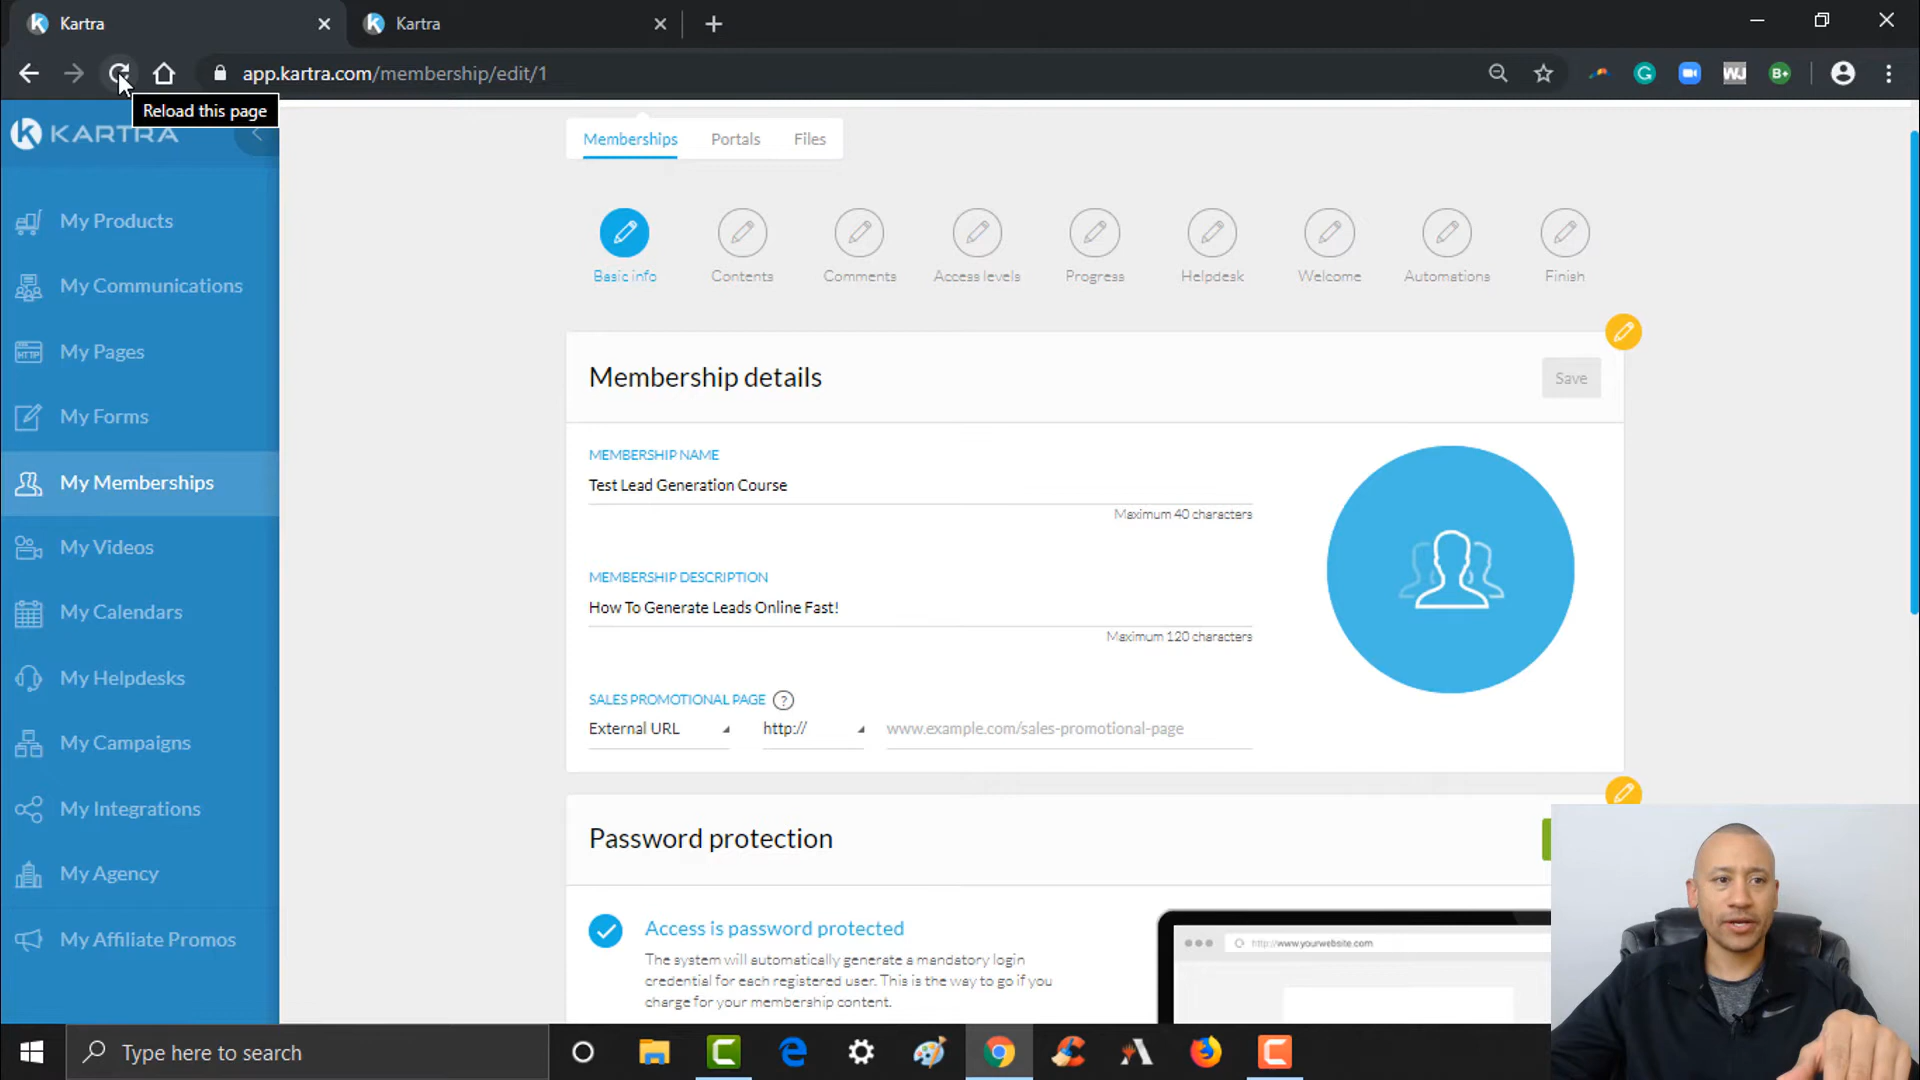 Kartra
Kartra
app.kartra.com/membership/edit/1
Reload this page
KARTRA
Memberships
Portals
Files
My Products
My Communications
My Pages
My Forms
My Memberships
My Videos
My Calendars
My Helpdesks
My Campaigns
My Integrations
My Agency
My Affiliate Promos
HTTP
Basic info
Contents
Comments
Access levels
Progress
Helpdesk
Welcome
Automations
Finish
Membership details
Save
MEMBERSHIP NAME
Test Lead Generation Course
Maximum 40 characters
MEMBERSHIP DESCRIPTION
How To Generate Leads Online Fast!
Maximum 120 characters
SALES PROMOTIONAL PAGE ?
External URL
http://
www.example.com/sales-promotional-page
Password protection
Access is password protected
The system will automatically generate a mandatory login
credential for each registered user. This is the way to go if you
charge for your membership content.
http://www.yourwebsite.com
Type here to search